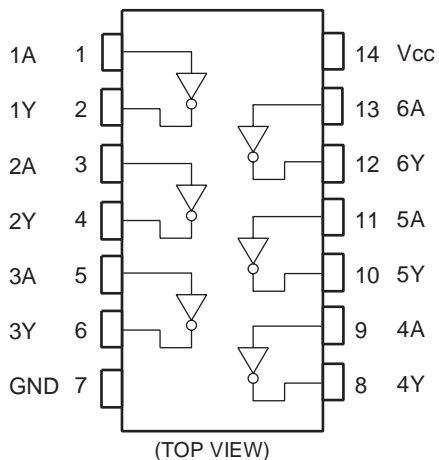 1A 1 14 Vcc
1Y 2 13 6A
2A 3 12 6Y
2Y 4 11 5A
3A 5 10 5Y
3Y 6 9 4A
GND 7 8 4Y
(TOP VIEW)